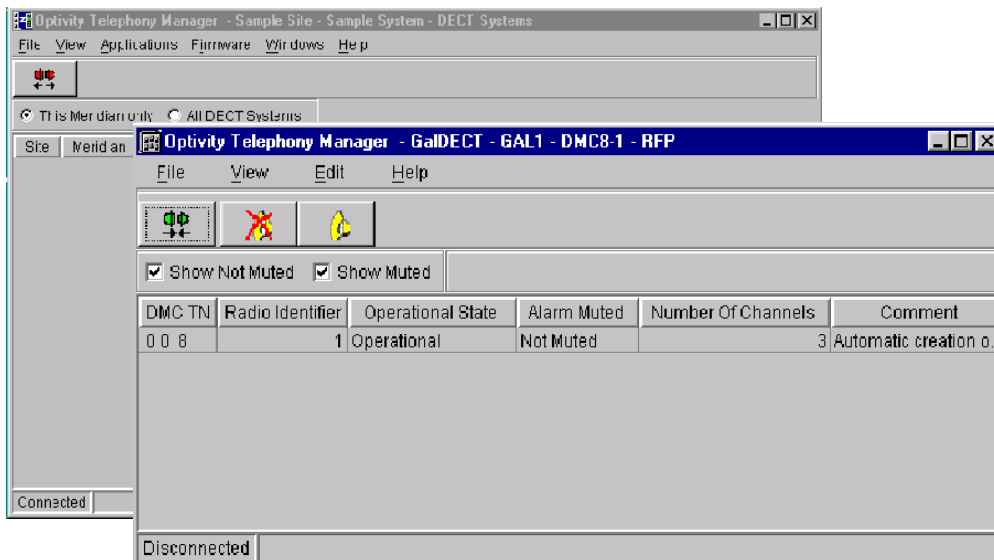 Optivity Telephony Manager - Sample Site - Sample System - DECT Systems
File View Applications Firmware Windows Help
This Meridian only All DECT Systems
Site Meridian
Optivity Telephony Manager - GalDECT - GAL1 - DMC8-1 - RFP
File View Edit Help
Show Not Muted Show Muted
DMC TN Radio Identifier Operational State Alarm Muted Number Of Channels Comment
0 0 8 1 Operational Not Muted 3 Automatic creation o.
Connected
Disconnected